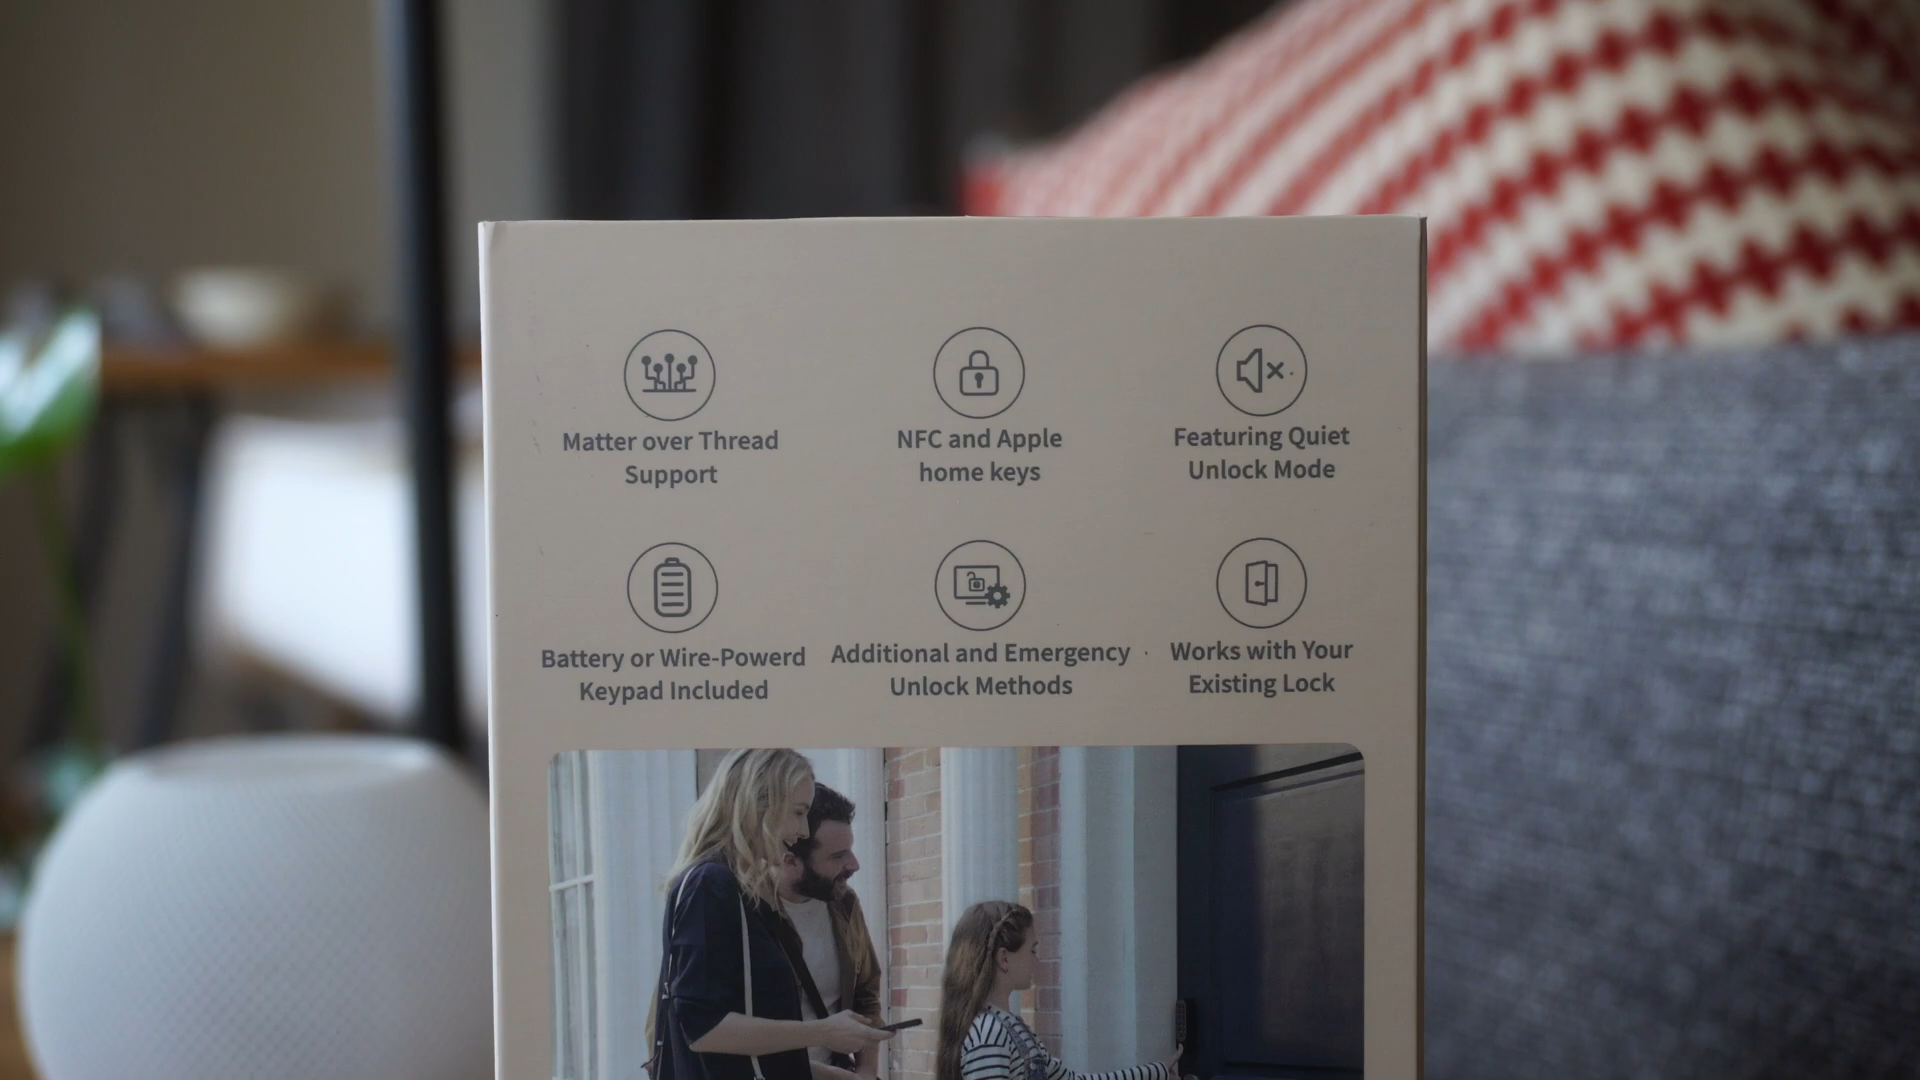 Matter over Thread
Support
NFC and Apple
home keys
Featuring Quiet
Unlock Mode
Battery or Wire-Powerd
Keypad Included
Additional and Emergency
Unlock Methods
Works with Your
Existing Lock